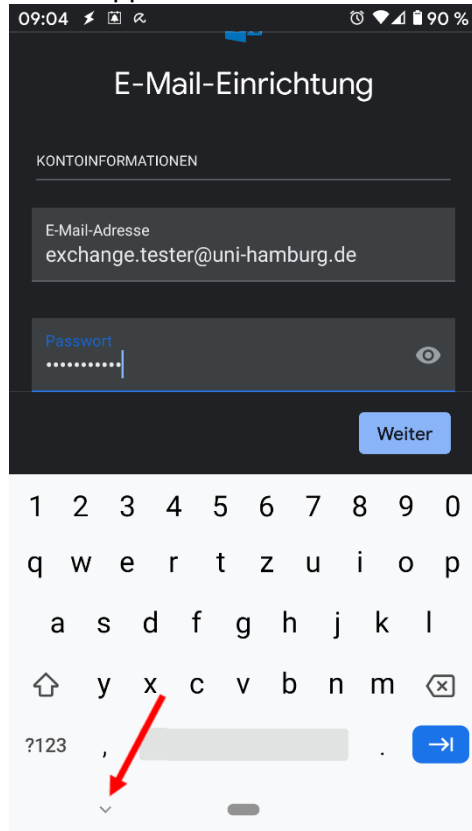 09:04 90 %
E-Mail-Einrichtung
KONTOINFORMATIONEN
E-Mail-Adresse
exchange.tester@uni-hamburg.de
Passwort
•••••••••••
Weiter
1 2 3 4 5 6 7 8 9 0
q w e r t z u i o p
a s d f g h j k l
y x c v b n m
?123 , .